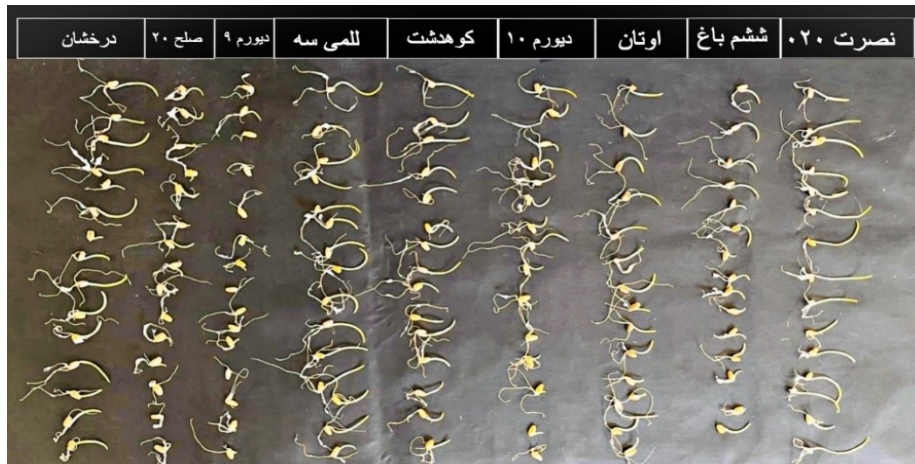 نصرت ۰۲۰ ششم باغ اوتان دیورم ۱۰ کوهدشت للمی سه دیورم ۹ صلح ۲۰ درخشان